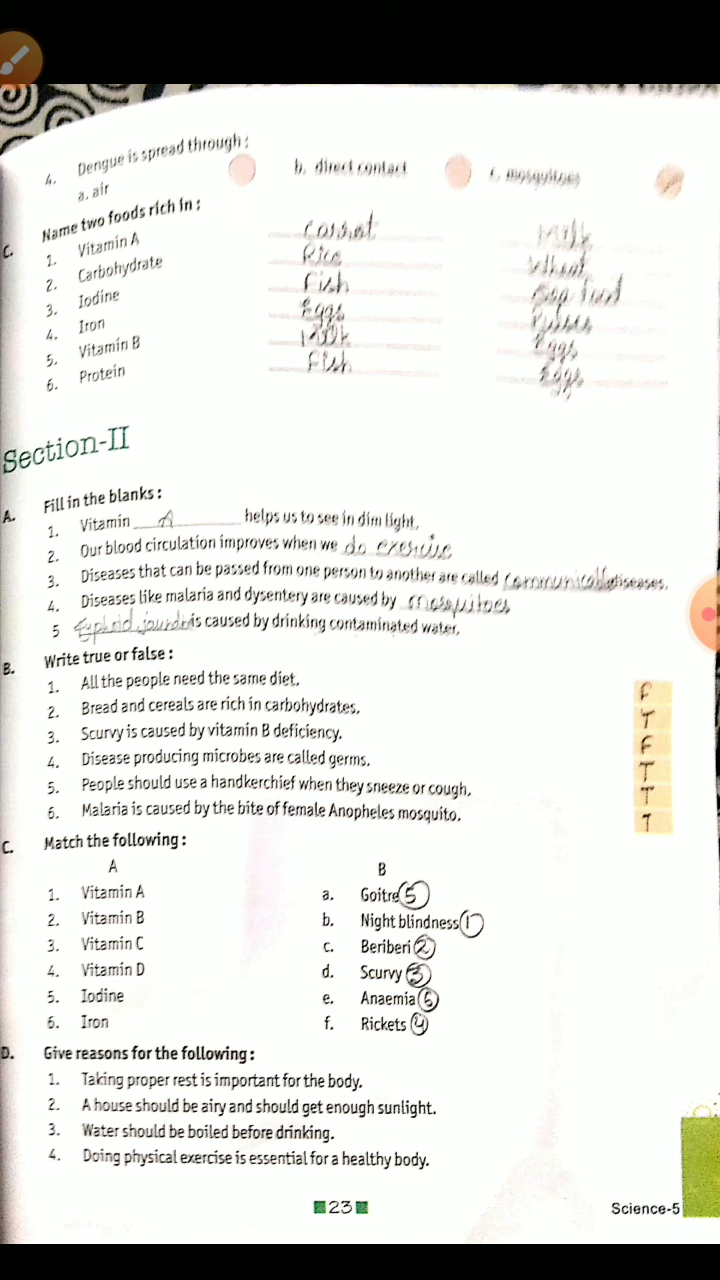 4. Dengue is spread through :
a. air b. direct contact c. mosquitoes
C. Name two foods rich in :
1. Vitamin A Carrot Milk
2. Carbohydrate Rice Wheat
3. Iodine Fish Sea food
4. Iron Eggs Pulses
5. Vitamin B Milk Eggs
6. Protein Fish Eggs
Section-II
A. Fill in the blanks :
1. Vitamin A helps us to see in dim light.
2. Our blood circulation improves when we do exercise
3. Diseases that can be passed from one person to another are called communicable diseases.
4. Diseases like malaria and dysentery are caused by mosquitoes
5 jaundice is caused by drinking contaminated water.
B. Write true or false :
1. All the people need the same diet. F
2. Bread and cereals are rich in carbohydrates. T
3. Scurvy is caused by vitamin B deficiency. F
4. Disease producing microbes are called germs. T
5. People should use a handkerchief when they sneeze or cough. T
6. Malaria is caused by the bite of female Anopheles mosquito. T
C. Match the following :
A B
1. Vitamin A a. Goitre 5
2. Vitamin B b. Night blindness 1
3. Vitamin C c. Beriberi 2
4. Vitamin D d. Scurvy 3
5. Iodine e. Anaemia 6
6. Iron f. Rickets 4
D. Give reasons for the following :
1. Taking proper rest is important for the body.
2. A house should be airy and should get enough sunlight.
3. Water should be boiled before drinking.
4. Doing physical exercise is essential for a healthy body.
23 Science-5